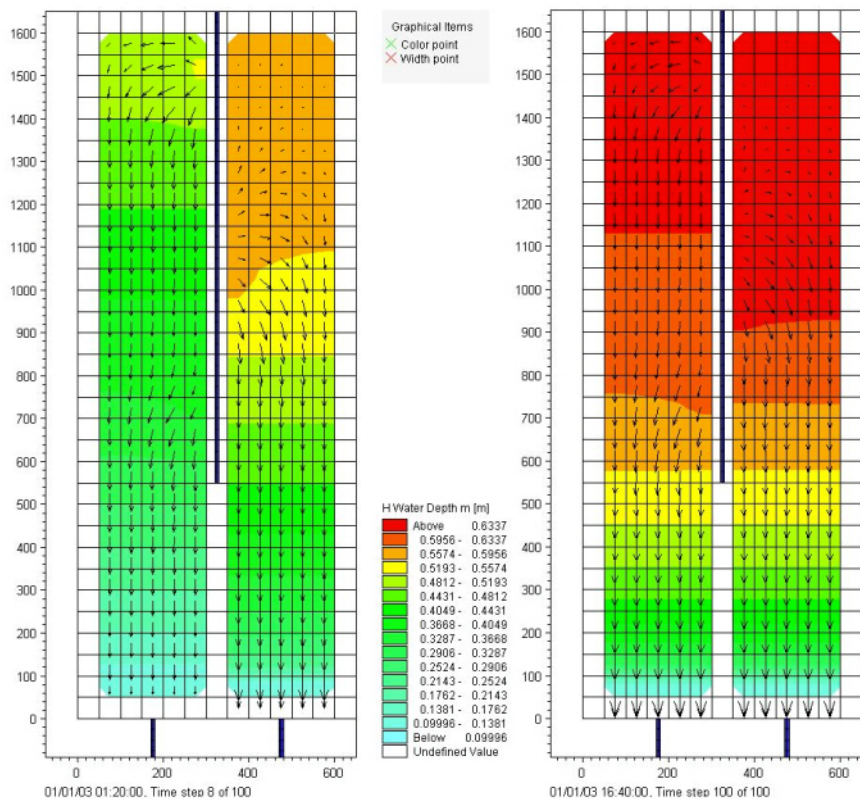 1600
1500
1400
1300
1200
1100
1000
900
800
700
600
500
400
300
200
100
0
0 200 400 600
01/01/03 01:20:00, Time step 8 of 100
Graphical Items
Color point
Width point
H Water Depth m [m]
Above 0.6337
0.5956 - 0.6337
0.5574 - 0.5956
0.5193 - 0.5574
0.4812 - 0.5193
0.4431 - 0.4812
0.4049 - 0.4431
0.3668 - 0.4049
0.3287 - 0.3668
0.2906 - 0.3287
0.2524 - 0.2906
0.2143 - 0.2524
0.1762 - 0.2143
0.1381 - 0.1762
0.09996 - 0.1381
Below 0.09996
Undefined Value
1600
1500
1400
1300
1200
1100
1000
900
800
700
600
500
400
300
200
100
0
0 200 400 600
01/01/03 16:40:00, Time step 100 of 100